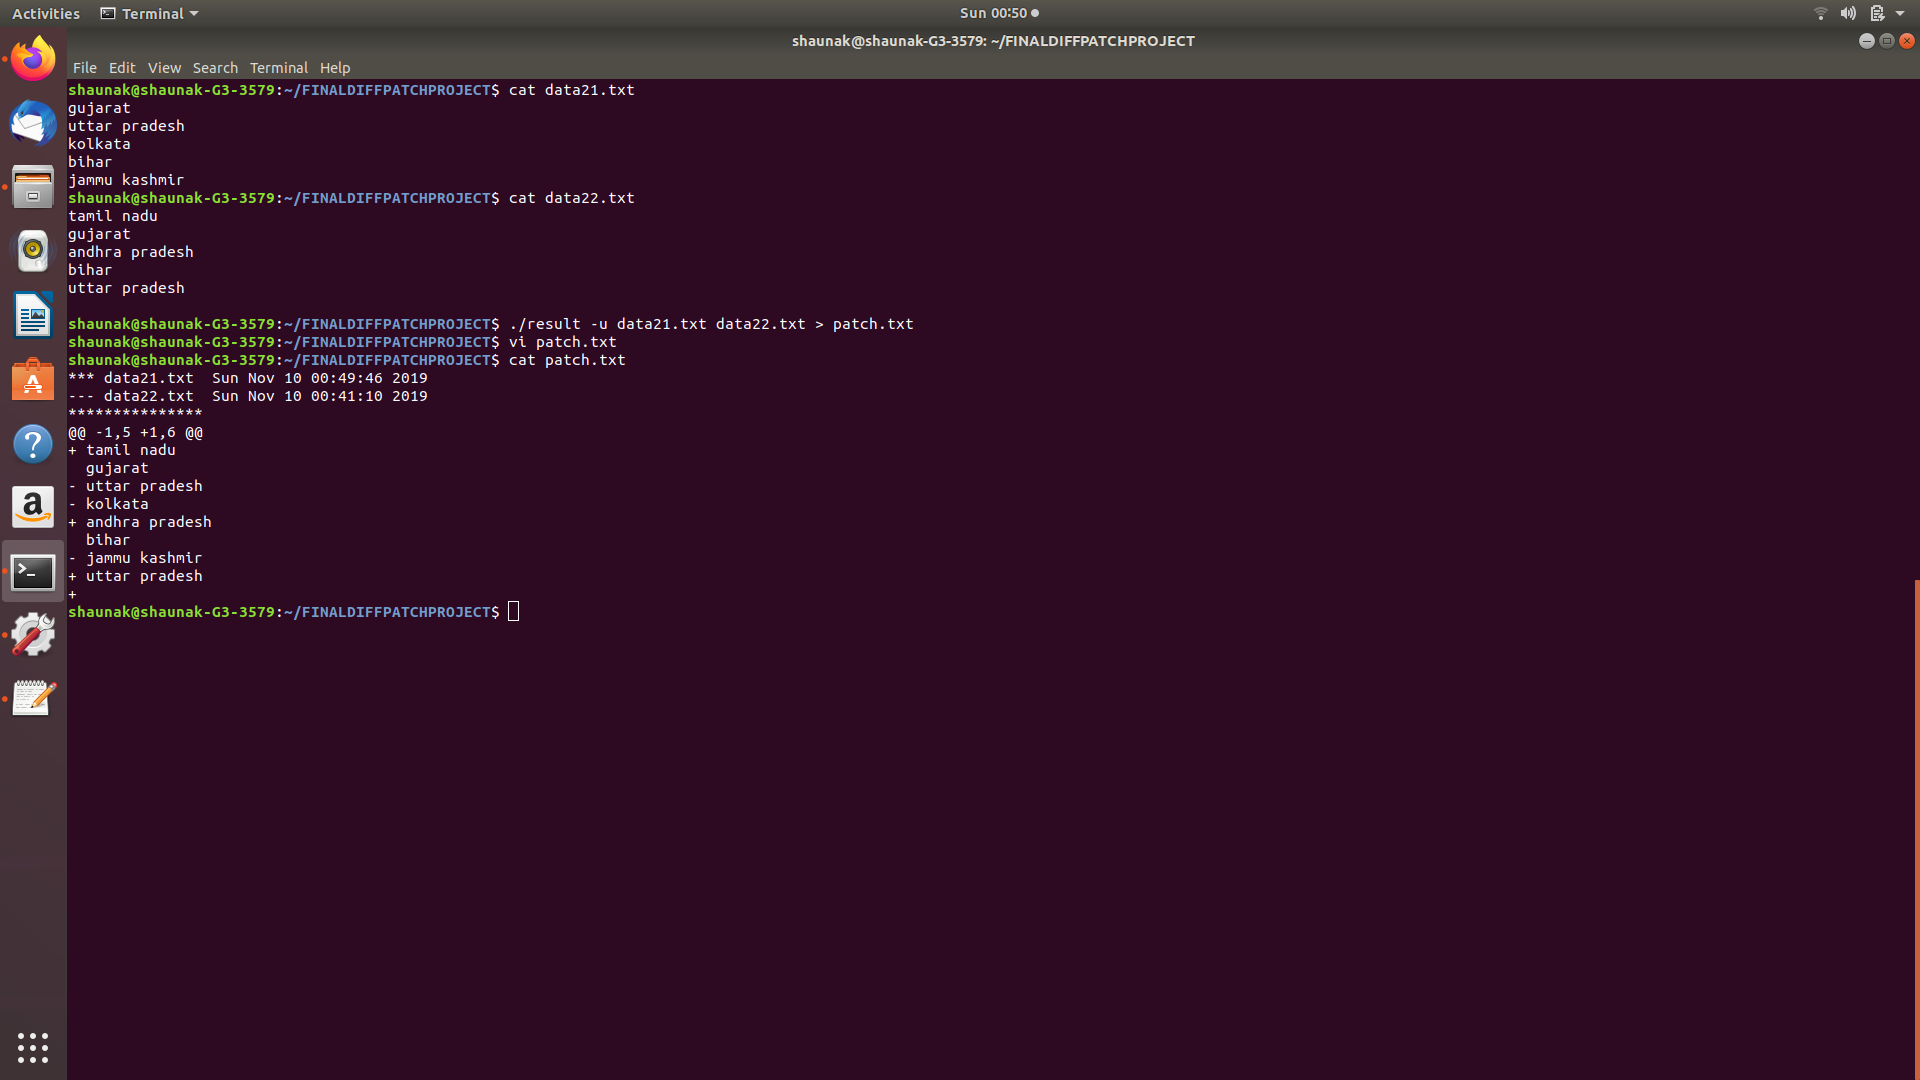 Activities Terminal Sun 00:50
shaunak@shaunak-G3-3579: ~/FINALDIFFPATCHPROJECT
File Edit View Search Terminal Help
shaunak@shaunak-G3-3579:~/FINALDIFFPATCHPROJECT$ cat data21.txt
gujarat
uttar pradesh
kolkata
bihar
jammu kashmir
shaunak@shaunak-G3-3579:~/FINALDIFFPATCHPROJECT$ cat data22.txt
tamil nadu
gujarat
andhra pradesh
bihar
uttar pradesh
shaunak@shaunak-G3-3579:~/FINALDIFFPATCHPROJECT$ ./result -u data21.txt data22.txt > patch.txt
shaunak@shaunak-G3-3579:~/FINALDIFFPATCHPROJECT$ vi patch.txt
shaunak@shaunak-G3-3579:~/FINALDIFFPATCHPROJECT$ cat patch.txt
*** data21.txt  Sun Nov 10 00:49:46 2019
--- data22.txt  Sun Nov 10 00:41:10 2019
***************
@@ -1,5 +1,6 @@
+ tamil nadu
  gujarat
- uttar pradesh
- kolkata
+ andhra pradesh
  bihar
- jammu kashmir
+ uttar pradesh
+
shaunak@shaunak-G3-3579:~/FINALDIFFPATCHPROJECT$